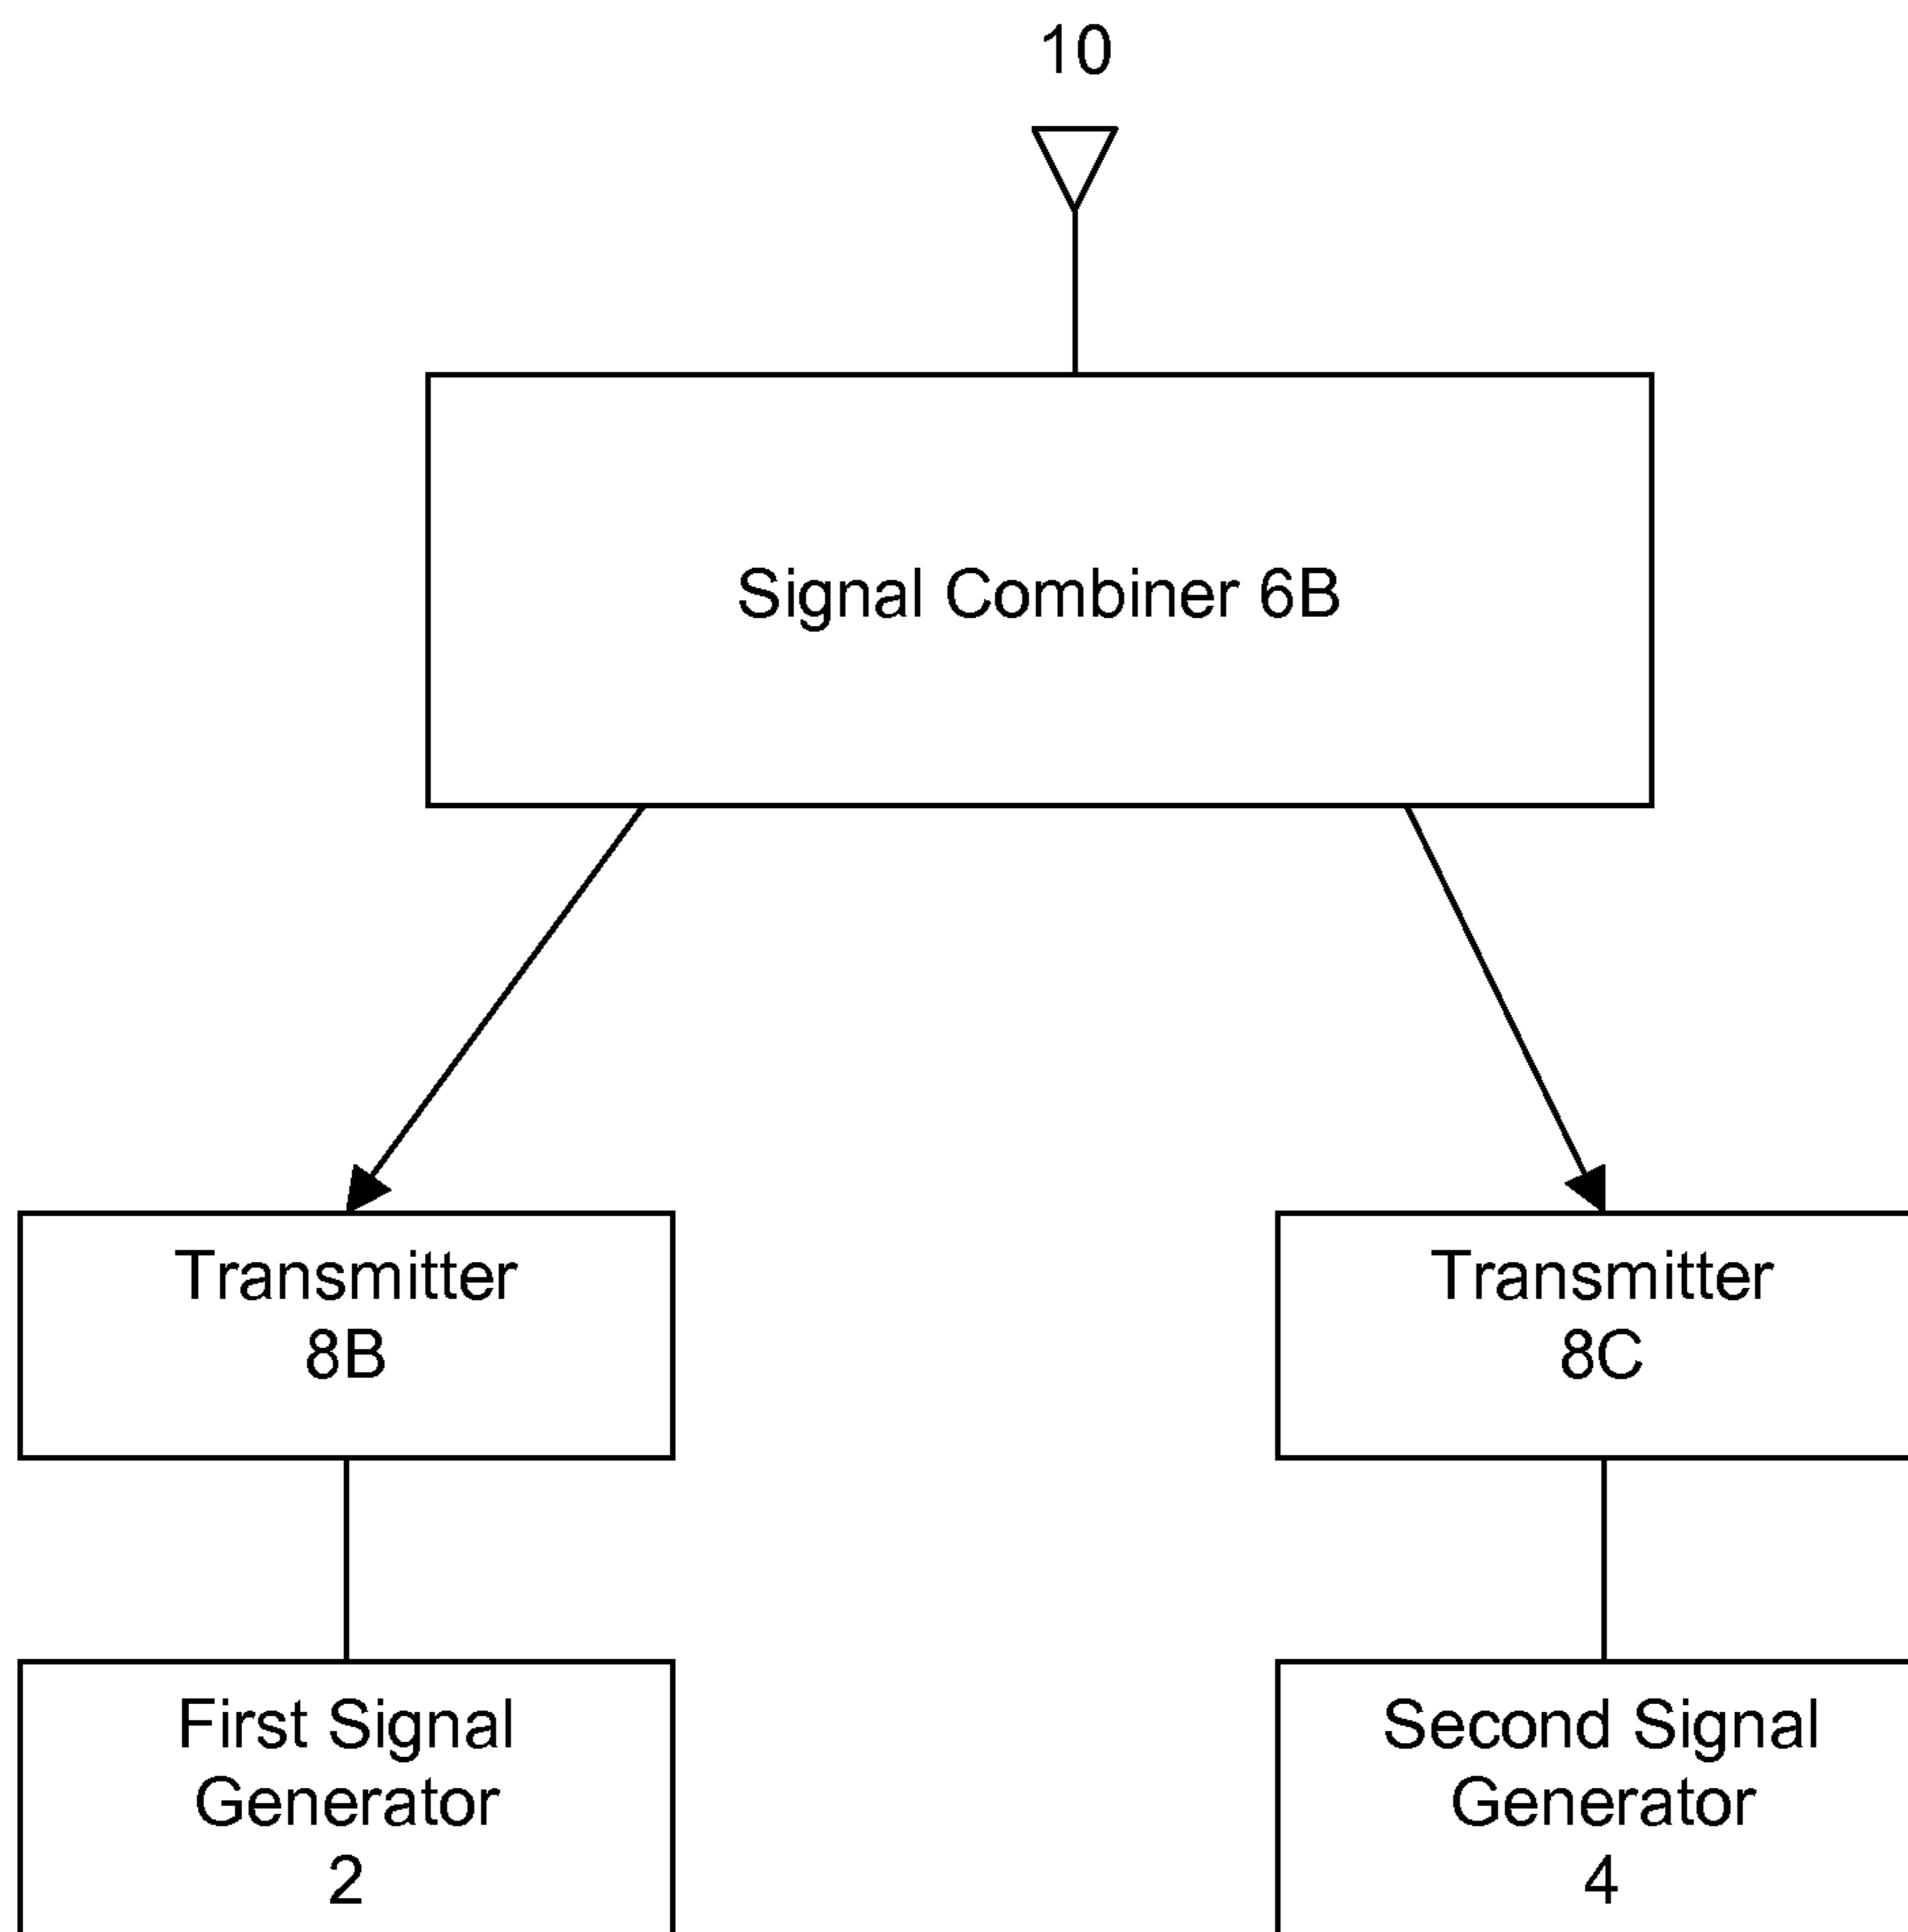 10
Signal Combiner 6B
Transmitter
8B
Transmitter
8C
First Signal
Generator
2
Second Signal
Generator
4